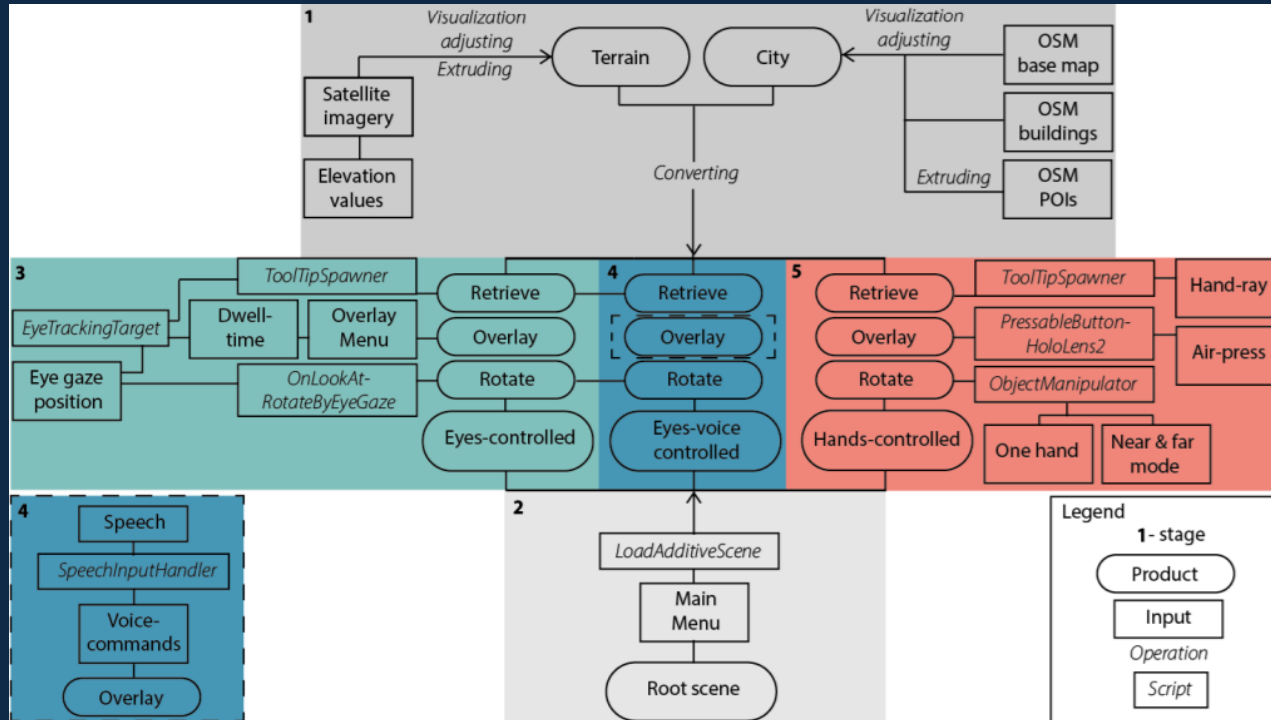 1
Visualization
adjusting
Extruding
Terrain
City
Visualization
adjusting
OSM
base map
Satellite
imagery
OSM
buildings
Elevation
values
Converting
Extruding
OSM
POIs
3
ToolTipSpawner
Retrieve
EyeTrackingTarget
Dwell-
time
Overlay
Menu
Overlay
Eye gaze
position
OnLookAt-
RotateByEyeGaze
Rotate
Eyes-controlled
4
Retrieve
Overlay
Rotate
Eyes-voice
controlled
5
Retrieve
ToolTipSpawner
Hand-ray
Overlay
PressableButton-
HoloLens2
Air-press
Rotate
ObjectManipulator
Hands-controlled
One hand
Near & far
mode
4
Speech
SpeechInputHandler
Voice-
commands
Overlay
2
LoadAdditiveScene
Main
Menu
Root scene
Legend
1- stage
Product
Input
Operation
Script